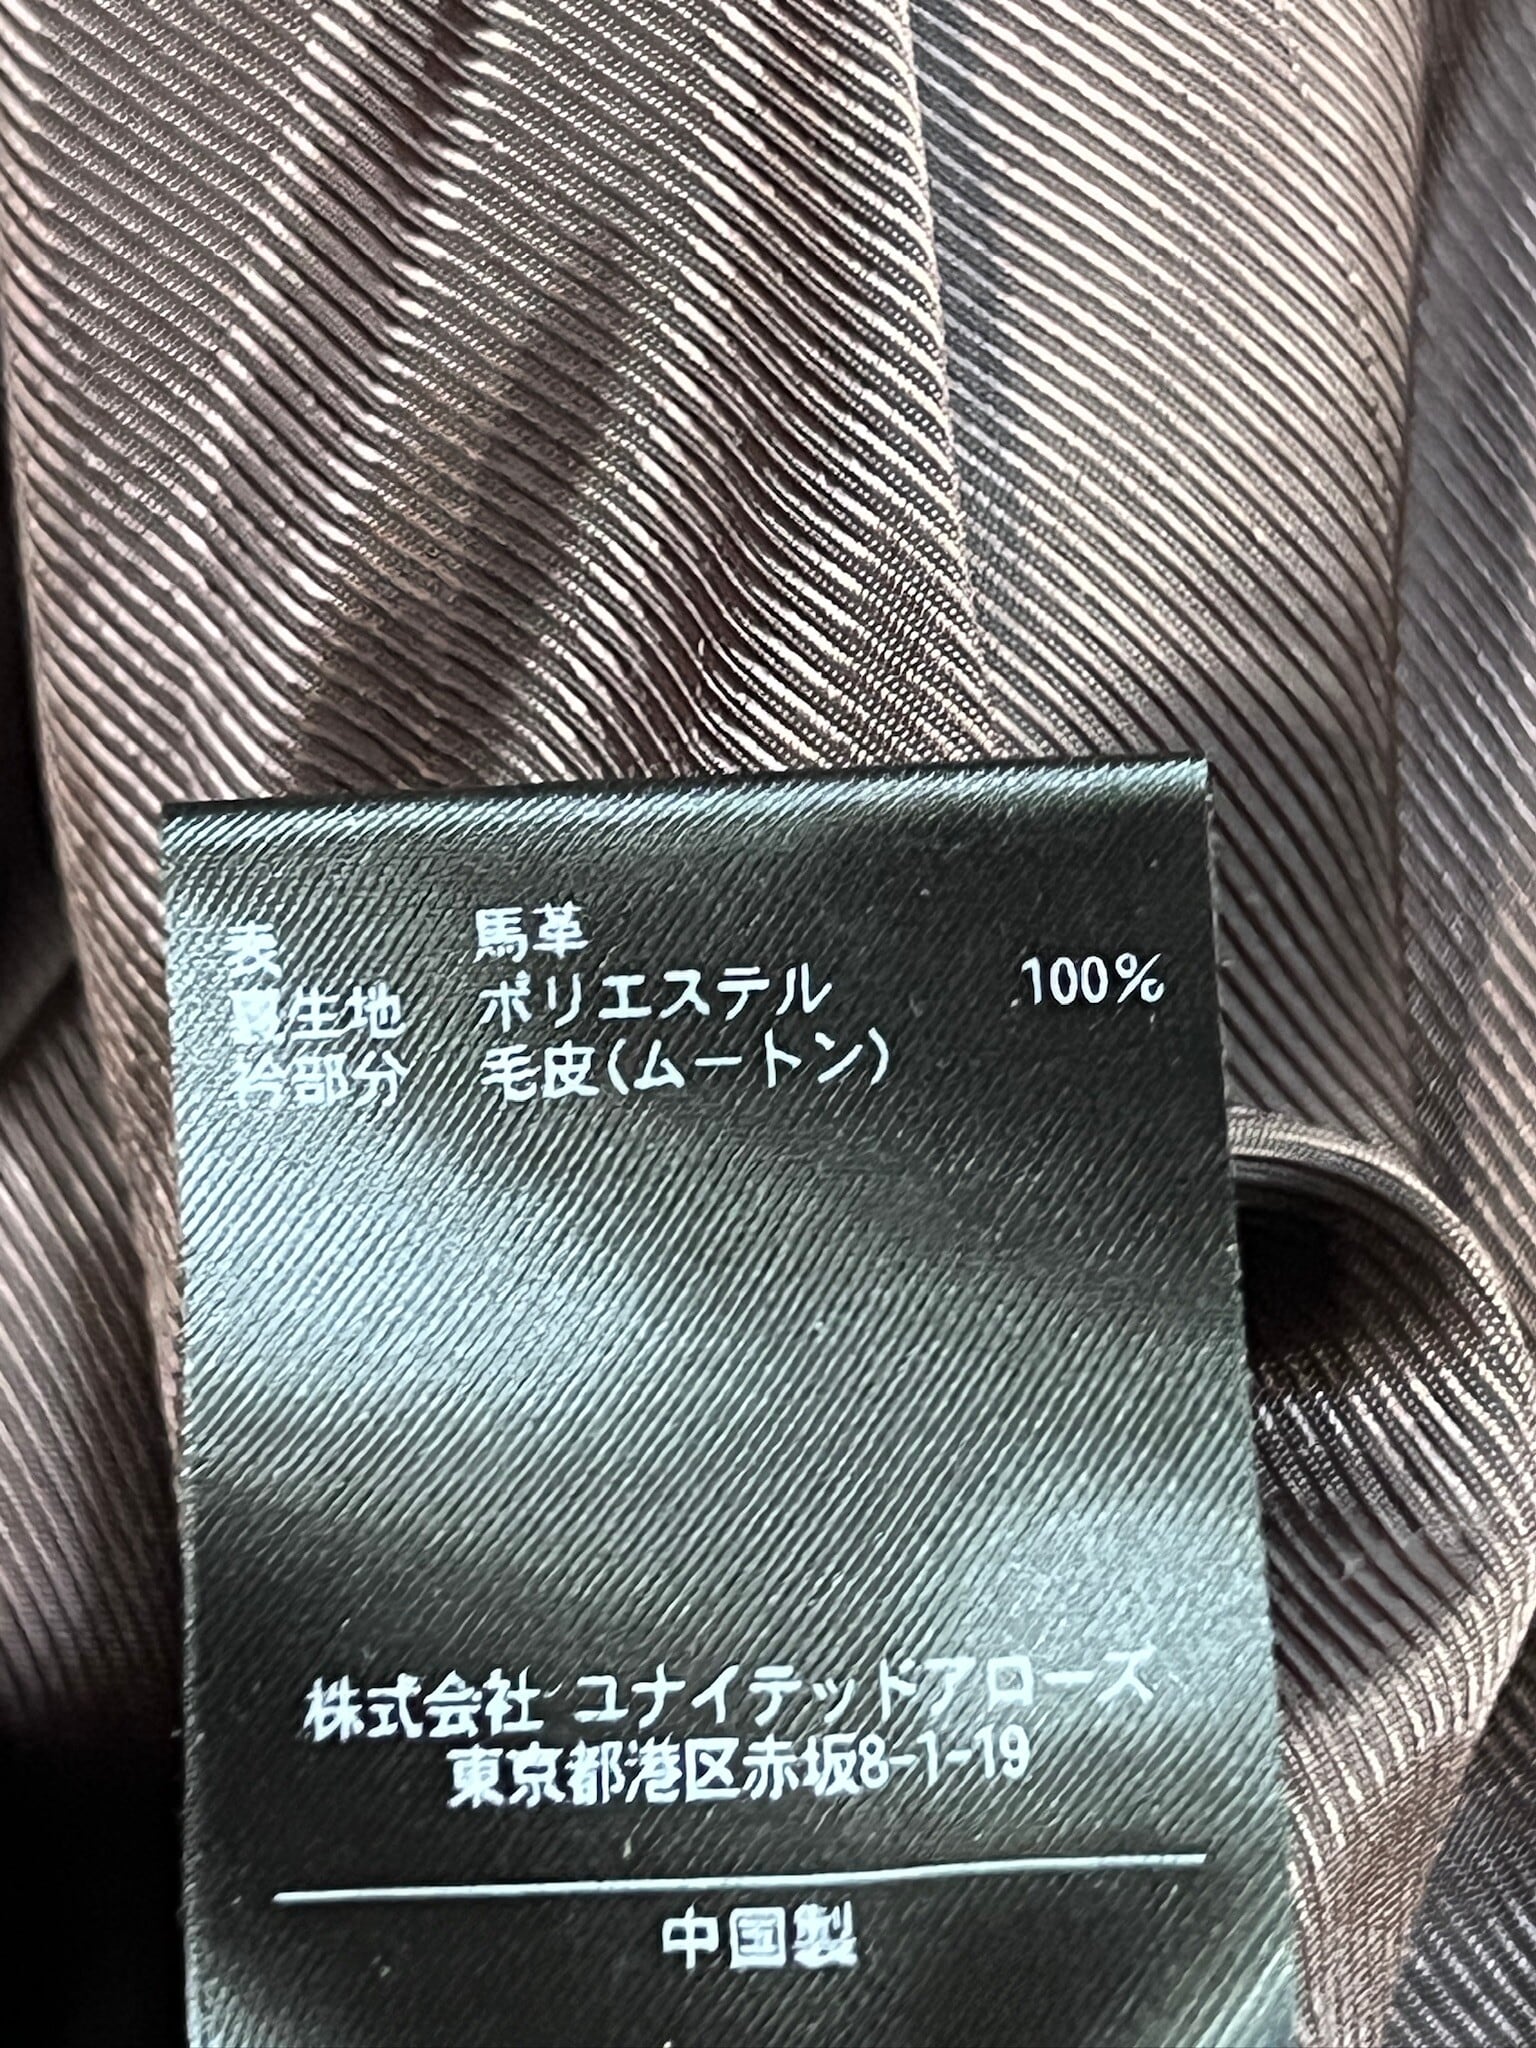 表 馬革
裏生地 ポリエステル 100%
衿部分 毛皮(ムートン)
株式会社 ユナイテッドアローズ
東京都港区赤坂8-1-19
中国製